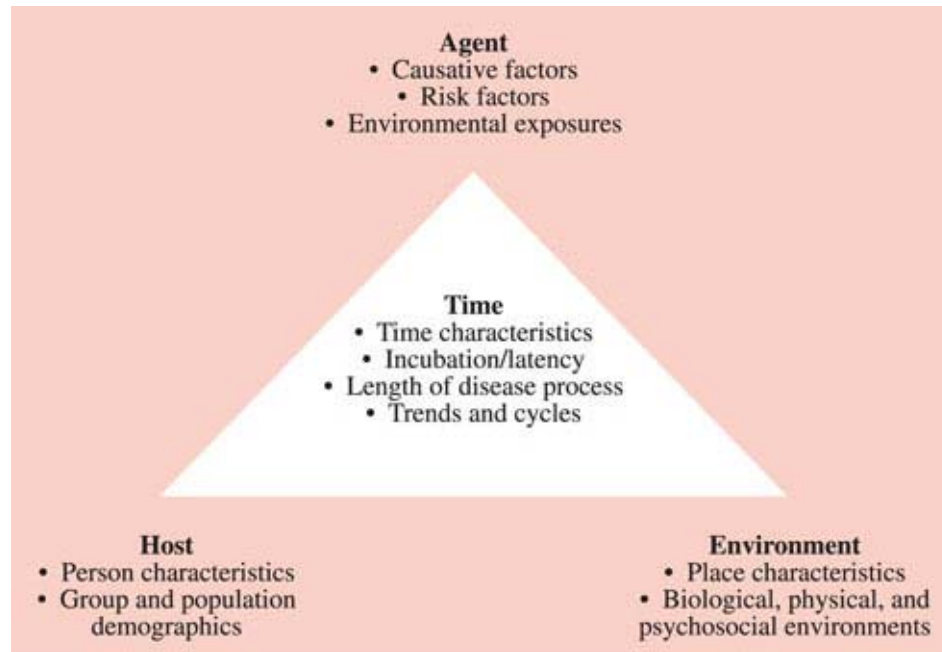 Agent
• Causative factors
• Risk factors
• Environmental exposures
Time
• Time characteristics
• Incubation/latency
• Length of disease process
• Trends and cycles
Host
• Person characteristics
• Group and population
demographics
Environment
• Place characteristics
• Biological, physical, and
psychosocial environments